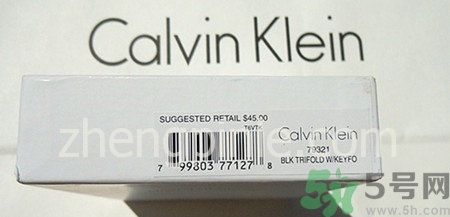 Calvin Klein
SUGGESTED RETAIL $45.00
Calvin Klein
79321
BLK TRIFOLD W/KEYFO
7 99803 77127 8
5号网
www.5h.com